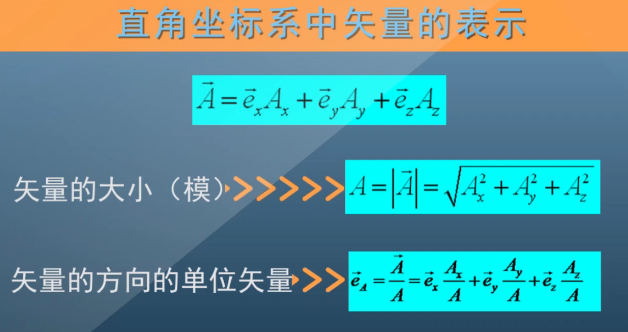 直角坐标系中矢量的表示
$\vec{A}=\vec{e}_x A_x+\vec{e}_y A_y+\vec{e}_z A_z$
矢量的大小（模） $A=|\vec{A}|=\sqrt{A_x^2+A_y^2+A_z^2}$
矢量的方向的单位矢量 $\vec{e}_A=\frac{\vec{A}}{A}=\vec{e}_x\frac{A_x}{A}+\vec{e}_y\frac{A_y}{A}+\vec{e}_z\frac{A_z}{A}$